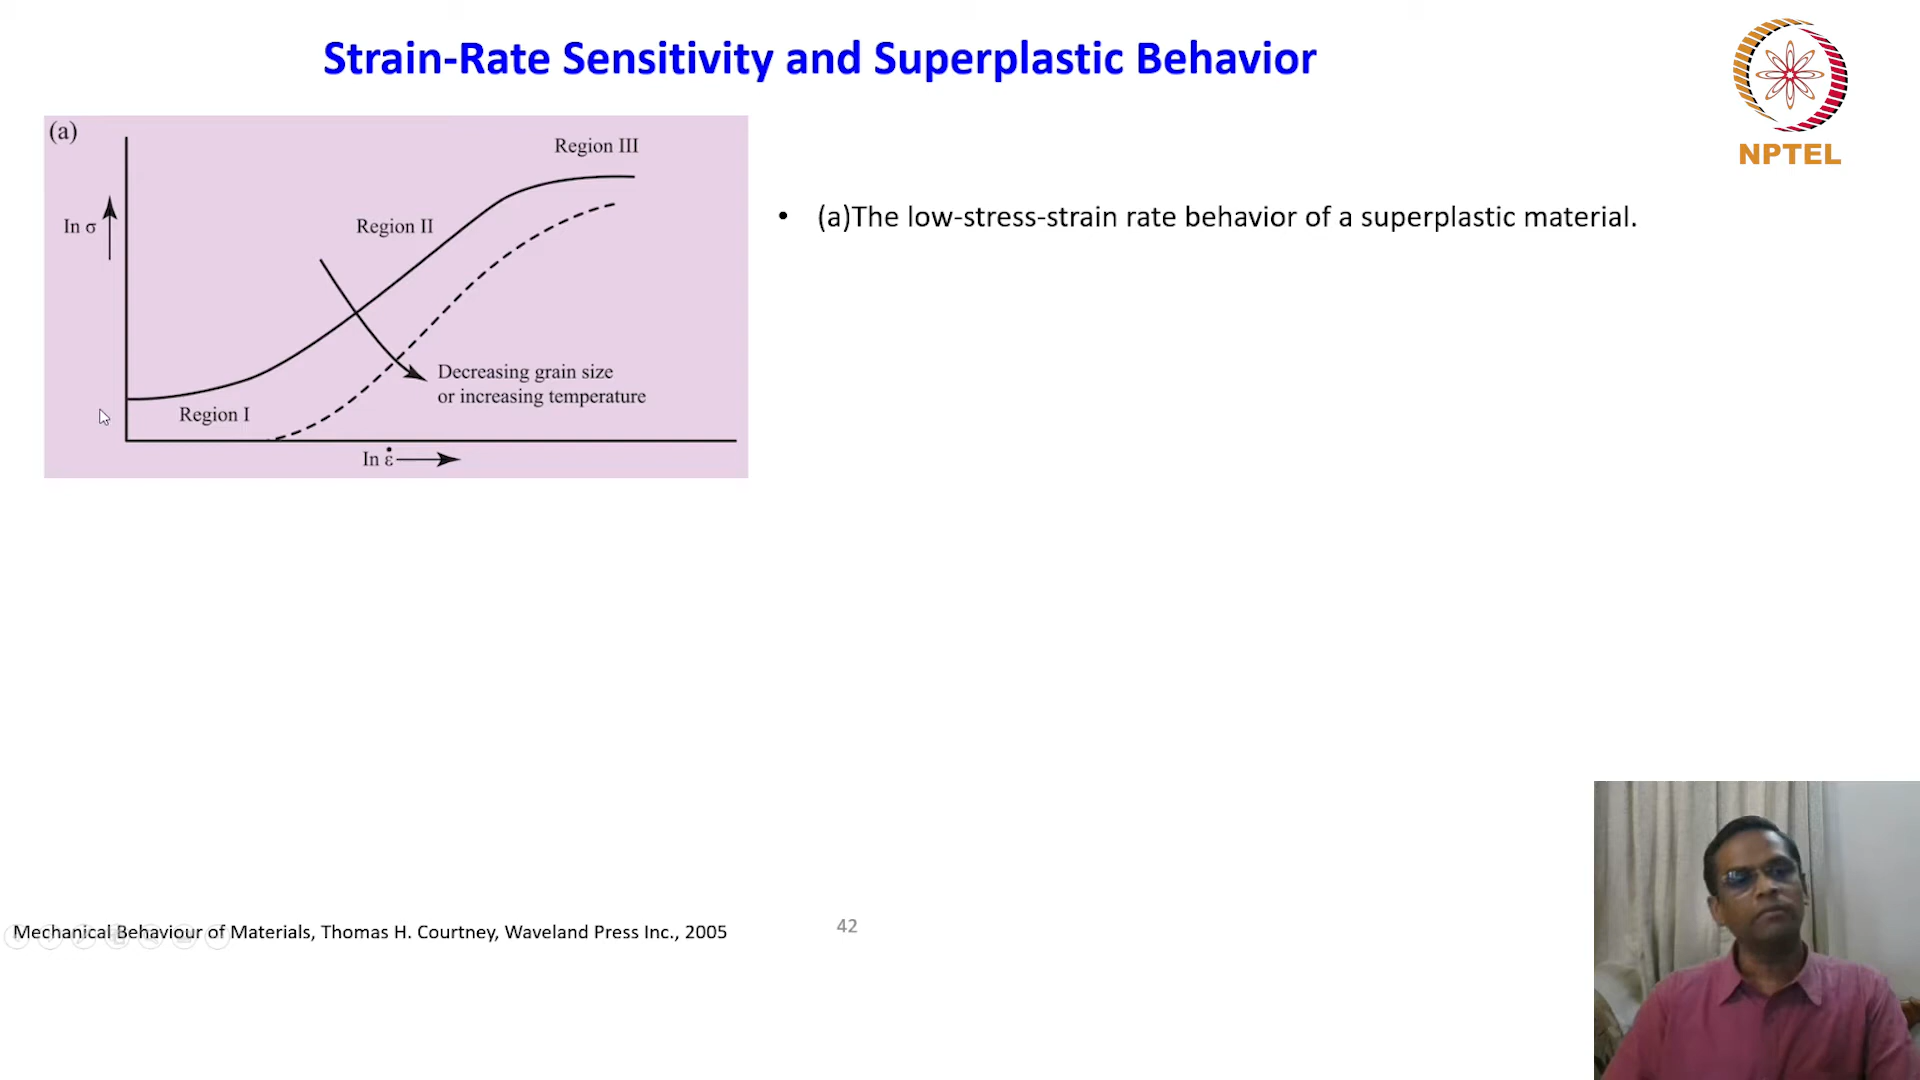 Strain-Rate Sensitivity and Superplastic Behavior
NPTEL
(a)
Region III
In σ
Region II
• (a)The low-stress-strain rate behavior of a superplastic material.
Decreasing grain size
or increasing temperature
Region I
In ε̇
Mechanical Behaviour of Materials, Thomas H. Courtney, Waveland Press Inc., 2005
42